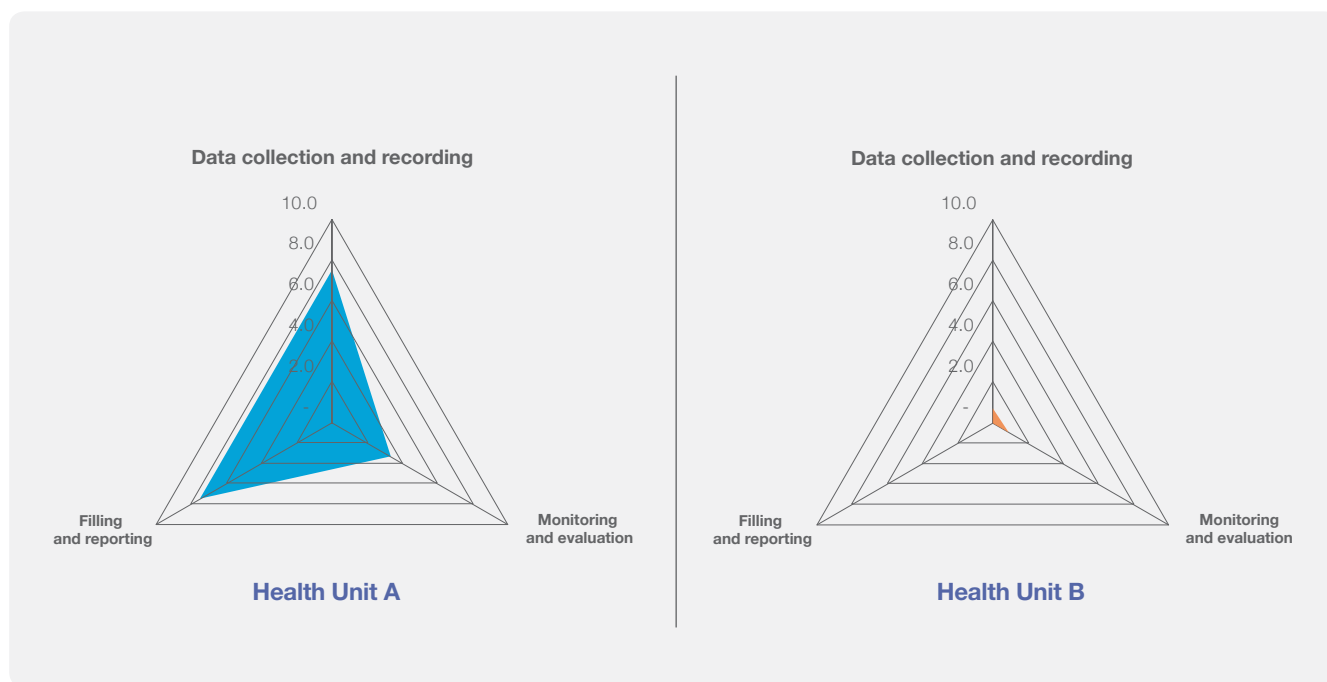 Data collection and recording
10.0
8.0
6.0
4.0
2.0
-
Filling
and reporting
Monitoring
and evaluation
Health Unit A
Data collection and recording
10.0
8.0
6.0
4.0
2.0
-
Filling
and reporting
Monitoring
and evaluation
Health Unit B